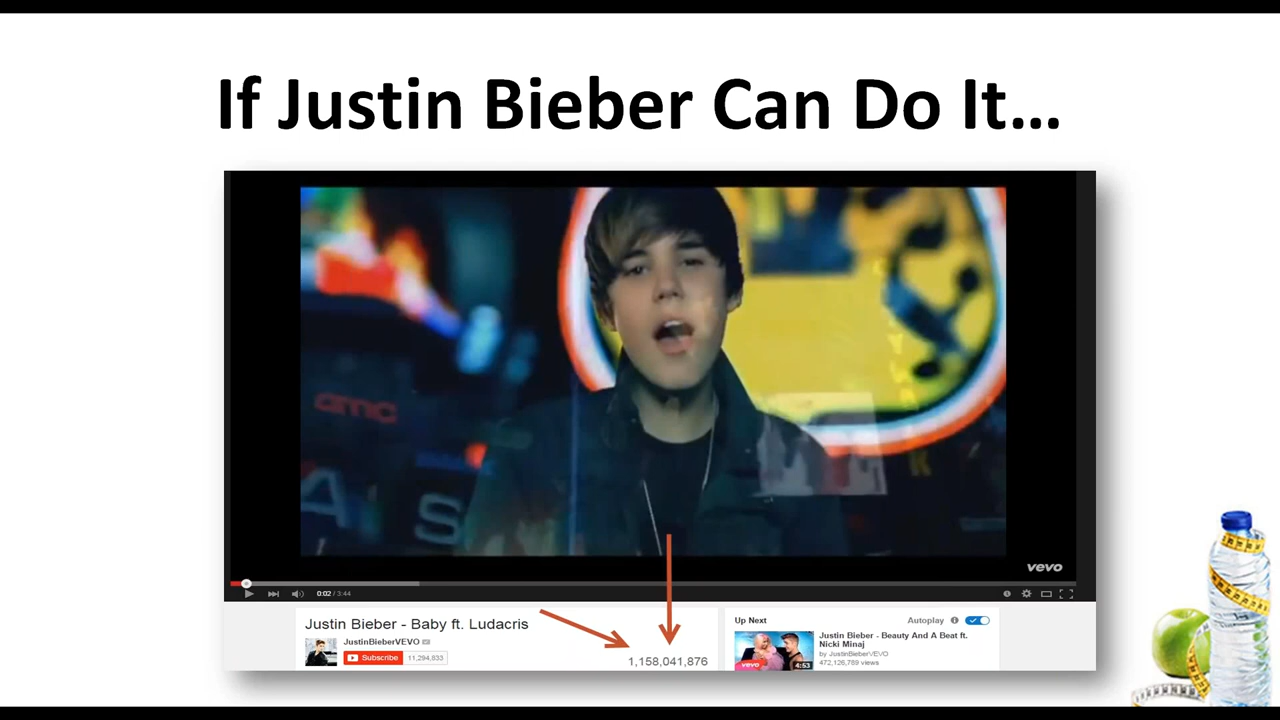 If Justin Bieber Can Do It...
amc
A S
vevo
0:02 / 3:44
Justin Bieber - Baby ft. Ludacris
JustinBieberVEVO
Subscribe 11,294,833
1,158,041,876
Up Next
Autoplay
Justin Bieber - Beauty And A Beat ft.
Nicki Minaj
by JustinBieberVEVO
472,126,789 views
vevo
4:53